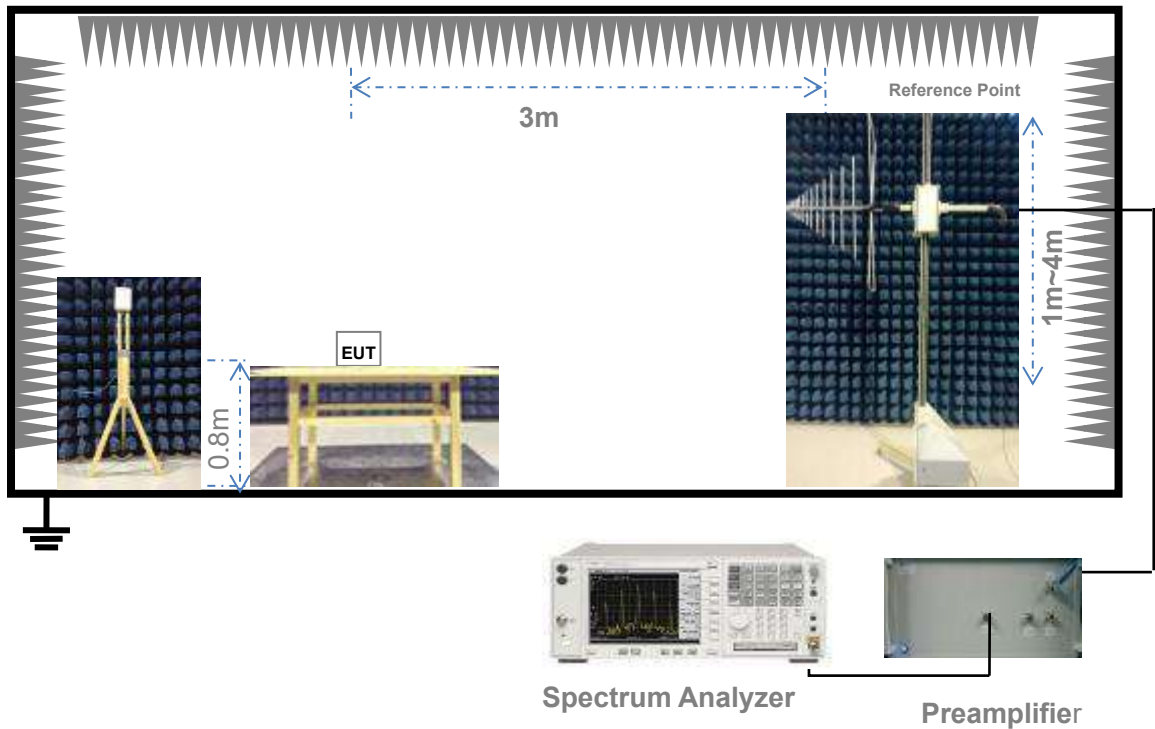 Reference Point
3m
1m~4m
EUT
0.8m
Spectrum Analyzer
Preamplifier